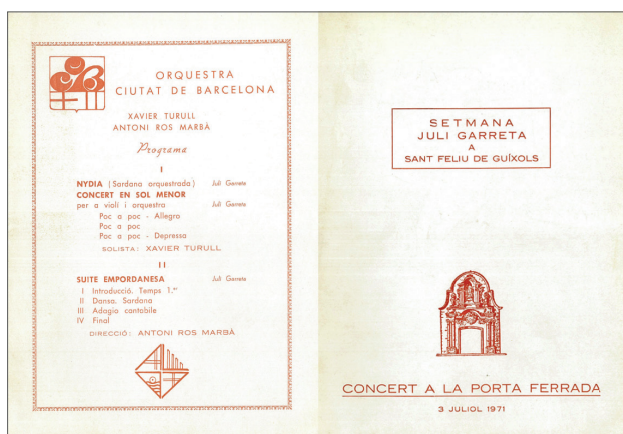 ORQUESTRA
CIUTAT DE BARCELONA
XAVIER TURULL
ANTONI ROS MARBÀ
Programa
I
NYDIA (Sardana orquestrada) Juli Garreta
CONCERT EN SOL MENOR
per a violí i orquestra Juli Garreta
Poc a poc - Allegro
Poc a poc
Poc a poc - Depressa
SOLISTA: XAVIER TURULL
II
SUITE EMPORDANESA Juli Garreta
I Introducció. Temps 1.er
II Dansa. Sardana
III Adagio cantabile
IV Final
DIRECCIÓ: ANTONI ROS MARBÀ
SETMANA
JULI GARRETA
A
SANT FELIU DE GUÍXOLS
CONCERT A LA PORTA FERRADA
3 JULIOL 1971